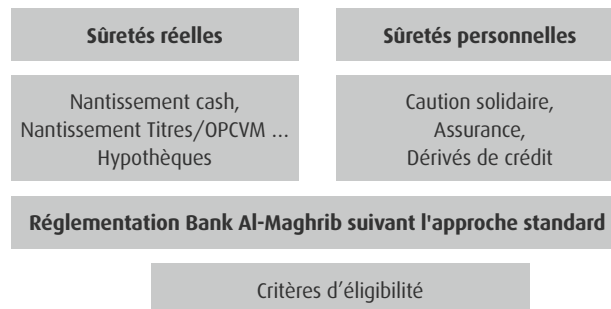 Sûretés réelles
Sûretés personnelles
Nantissement cash,
Nantissement Titres/OPCVM ...
Hypothèques
Caution solidaire,
Assurance,
Dérivés de crédit
Réglementation Bank Al-Maghrib suivant l'approche standard
Critères d'éligibilité